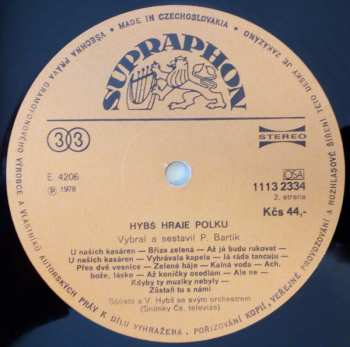 VŠECHNA PRÁVA GRAMOFONOVÉHO VÝROBCE A VLASTNÍKŮ AUTORSKÝCH PRÁV K DÍLU VYHRAŽENA. POŘIZOVÁNÍ KOPIÍ, VEŘEJNÉ PROVOZOVÁNÍ A ROZHLASOVÉ ŠÍŘENÍ TÉTO DESKY JE ZAKÁZÁNO
• MADE IN CZECHOSLOVAKIA •
SUPRAPHON
33
STEREO
E 4206
Ⓟ 1978
OSA
1113 2334
2. strana
Kčs 44,-
HYBŠ HRAJE POLKU
Vybral a sestavil P. Bartík
U našich kasáren — Bříza zelená — Až já budu rukovat —
U našich kasáren — Vyhrávala kapela — Já ráda tancuju —
Přes dvě vesnice — Zelené háje — Kalná voda — Ach,
bože, lásko — Až koníčky osedlám — Ale ne —
Kdyby ty muziky nebyly —
Zůstaň tu s námi
Sólisté a V. Hybš se svým orchestrem
(Snímky Čs. televize)